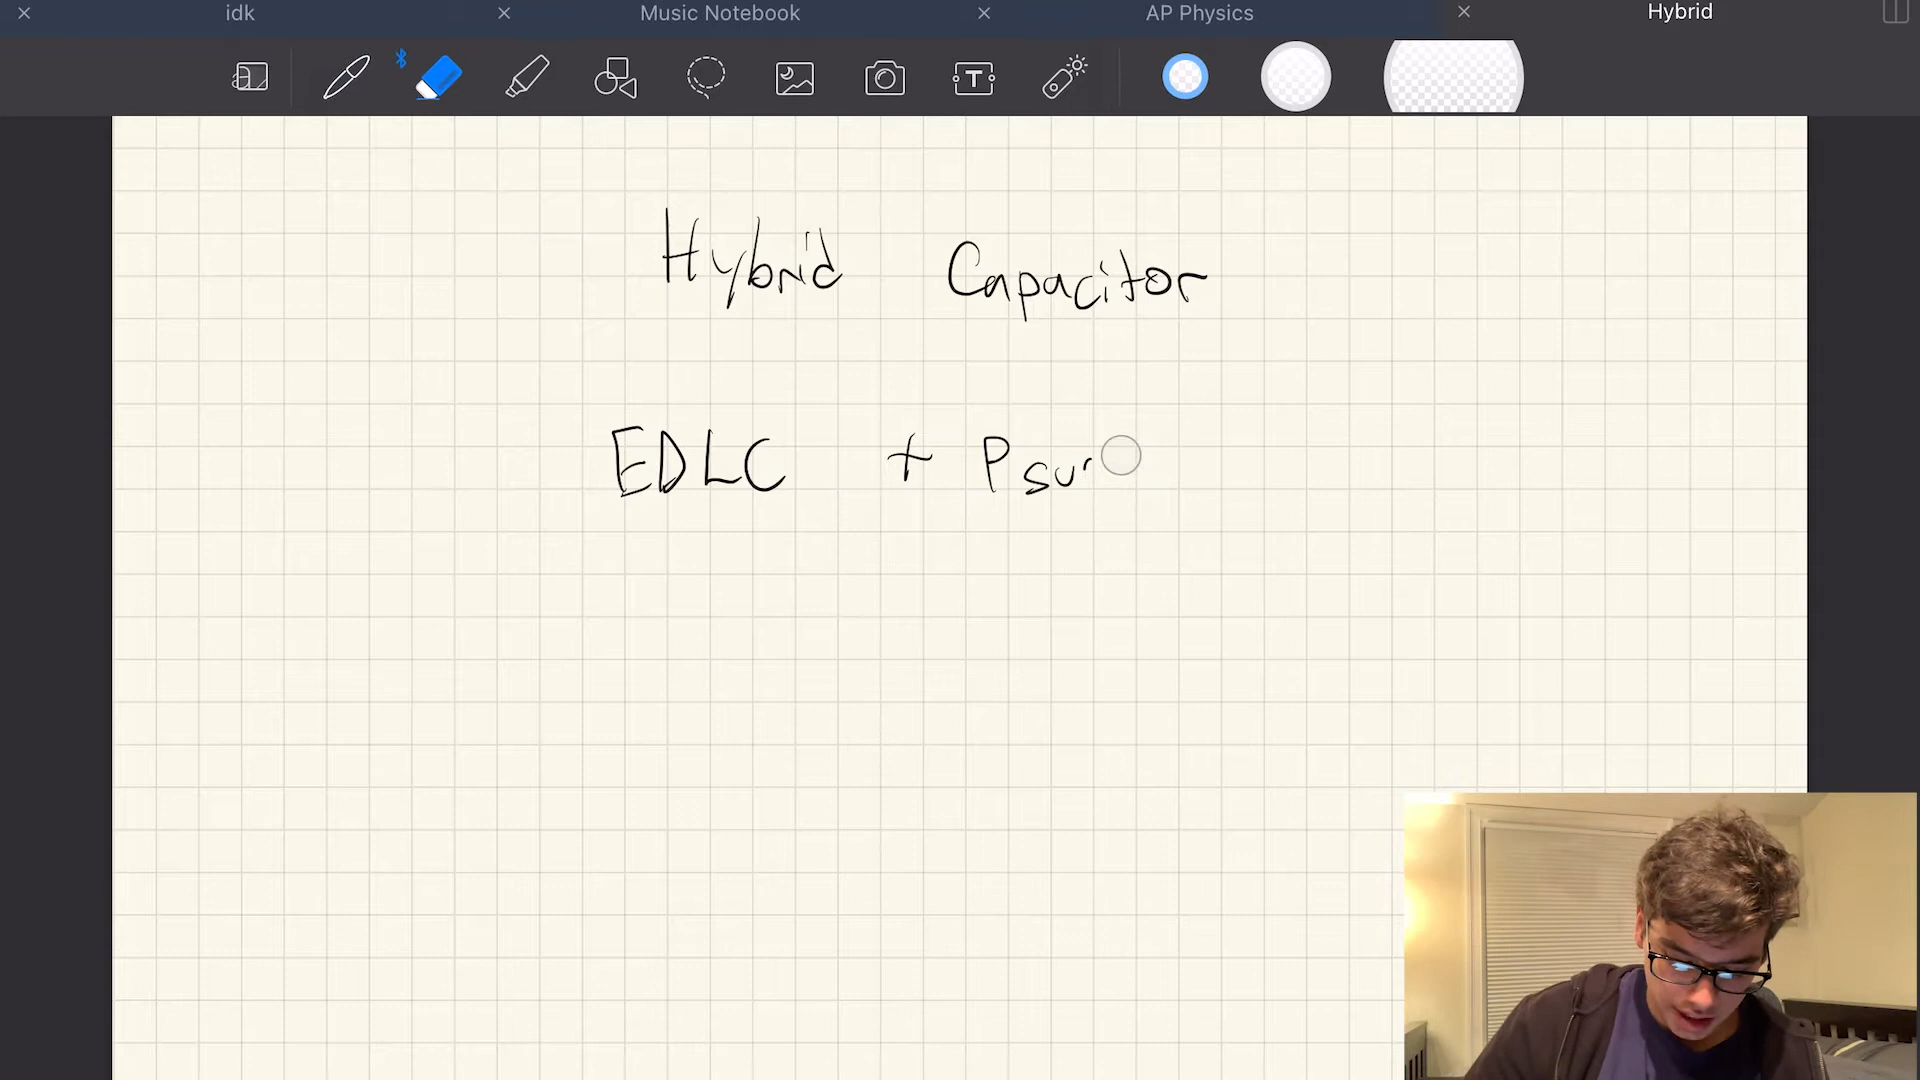 idk Music Notebook AP Physics Hybrid
Hybrid Capacitor
EDLC + Psur